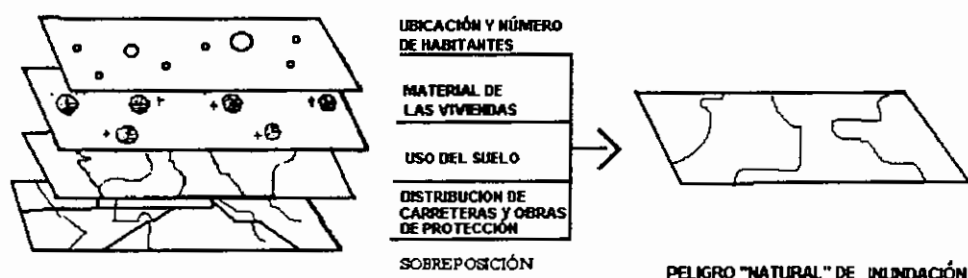 UBICACIÓN Y NÚMERO
DE HABITANTES
MATERIAL DE
LAS VIVIENDAS
USO DEL SUELO
DISTRIBUCION DE
CARRETERAS Y OBRAS
DE PROTECCIÓN
SOBREPOSICIÓN
PELIGRO "NATURAL" DE INUNDACIÓN